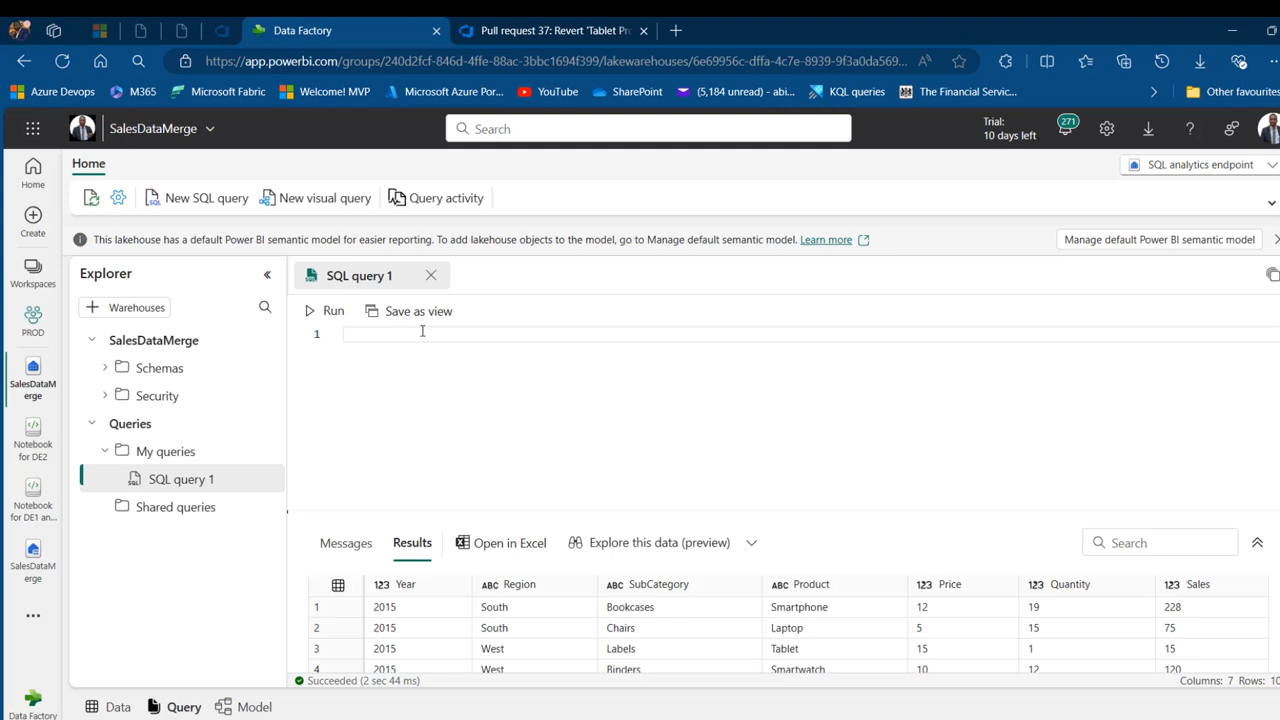 Data Factory
Pull request 37: Revert 'Tablet Pr
https://app.powerbi.com/groups/240d2fcf-846d-4ffe-88ac-3bbc1694f399/lakewarehouses/6e69956c-dffa-4c7e-8939-9f3a0da569...
Azure Devops
M365
Microsoft Fabric
Welcome! MVP
Microsoft Azure Por...
YouTube
SharePoint
(5,184 unread) - abi...
KQL queries
The Financial Servic...
Other favourites
SalesDataMerge
Search
Trial:
10 days left
271
Home
SQL analytics endpoint
New SQL query
New visual query
Query activity
This lakehouse has a default Power BI semantic model for easier reporting. To add lakehouse objects to the model, go to Manage default semantic model. Learn more
Manage default Power BI semantic model
Home
Create
Workspaces
PROD
SalesDataM
erge
Notebook
for DE2
Notebook
for DE1 an...
SalesDataM
erge
Data Factory
Explorer
Warehouses
SalesDataMerge
Schemas
Security
Queries
My queries
SQL query 1
Shared queries
SQL query 1
Run
Save as view
1
Messages
Results
Open in Excel
Explore this data (preview)
Search
123 Year ABC Region ABC SubCategory ABC Product 123 Price 123 Quantity 123 Sales
1 2015 South Bookcases Smartphone 12 19 228
2 2015 South Chairs Laptop 5 15 75
3 2015 West Labels Tablet 15 1 15
4 2015 West Binders Smartwatch 10 12 120
Succeeded (2 sec 44 ms)
Columns: 7 Rows: 10
Data
Query
Model